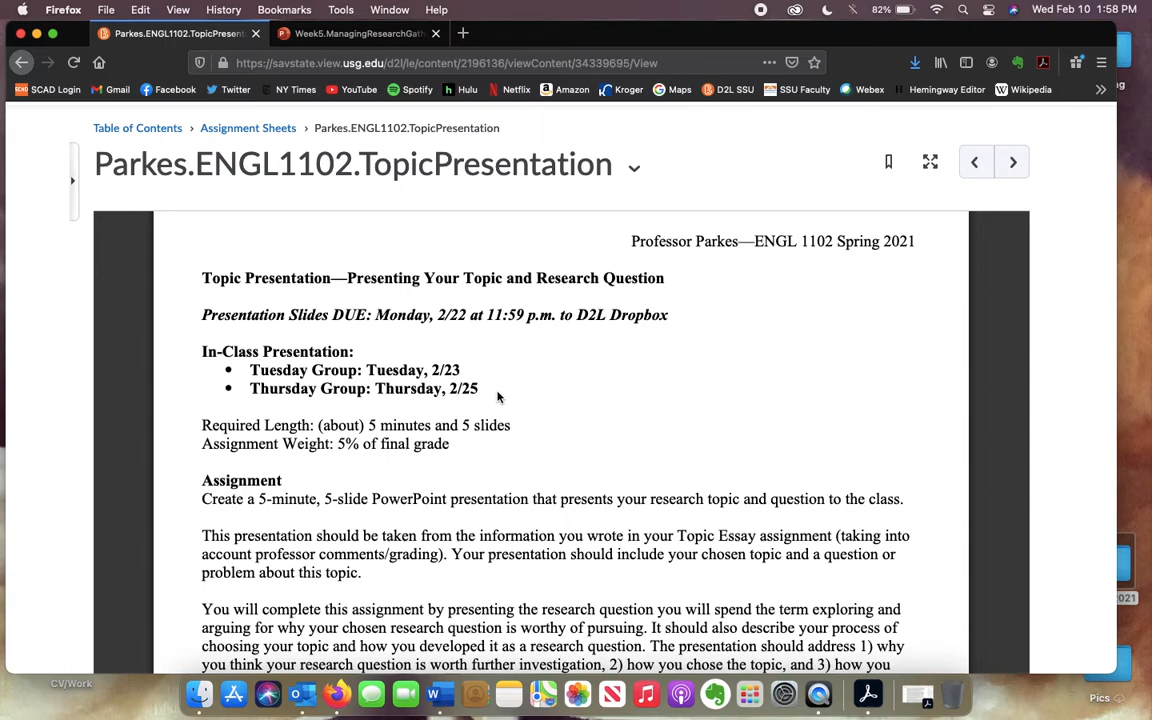 Firefox File Edit View History Bookmarks Tools Window Help 82% Wed Feb 10 1:58 PM
Parkes.ENGL1102.TopicPresent Week5.ManagingResearchGath
https://savstate.view.usg.edu/d2l/le/content/2196136/viewContent/34339695/View
SCAD Login Gmail Facebook Twitter NY Times YouTube Spotify Hulu Netflix Amazon Kroger Maps D2L SSU SSU Faculty Webex Hemingway Editor Wikipedia
Table of Contents › Assignment Sheets › Parkes.ENGL1102.TopicPresentation
Parkes.ENGL1102.TopicPresentation
Professor Parkes—ENGL 1102 Spring 2021
Topic Presentation—Presenting Your Topic and Research Question
Presentation Slides DUE: Monday, 2/22 at 11:59 p.m. to D2L Dropbox
In-Class Presentation:
• Tuesday Group: Tuesday, 2/23
• Thursday Group: Thursday, 2/25
Required Length: (about) 5 minutes and 5 slides
Assignment Weight: 5% of final grade
Assignment
Create a 5-minute, 5-slide PowerPoint presentation that presents your research topic and question to the class.
This presentation should be taken from the information you wrote in your Topic Essay assignment (taking into
account professor comments/grading). Your presentation should include your chosen topic and a question or
problem about this topic.
You will complete this assignment by presenting the research question you will spend the term exploring and
arguing for why your chosen research question is worthy of pursuing. It should also describe your process of
choosing your topic and how you developed it as a research question. The presentation should address 1) why
you think your research question is worth further investigation, 2) how you chose the topic, and 3) how you
CV/Work
Pics